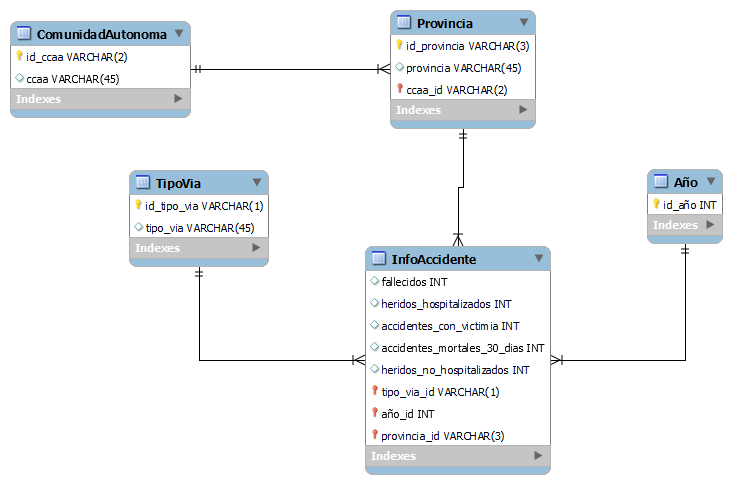 ComunidadAutonoma
id_ccaa VARCHAR(2)
ccaa VARCHAR(45)
Indexes
Provincia
id_provincia VARCHAR(3)
provincia VARCHAR(45)
ccaa_id VARCHAR(2)
Indexes
TipoVia
id_tipo_via VARCHAR(1)
tipo_via VARCHAR(45)
Indexes
Año
id_año INT
Indexes
InfoAccidente
fallecidos INT
heridos_hospitalizados INT
accidentes_con_victimia INT
accidentes_mortales_30_dias INT
heridos_no_hospitalizados INT
tipo_via_id VARCHAR(1)
año_id INT
provincia_id VARCHAR(3)
Indexes